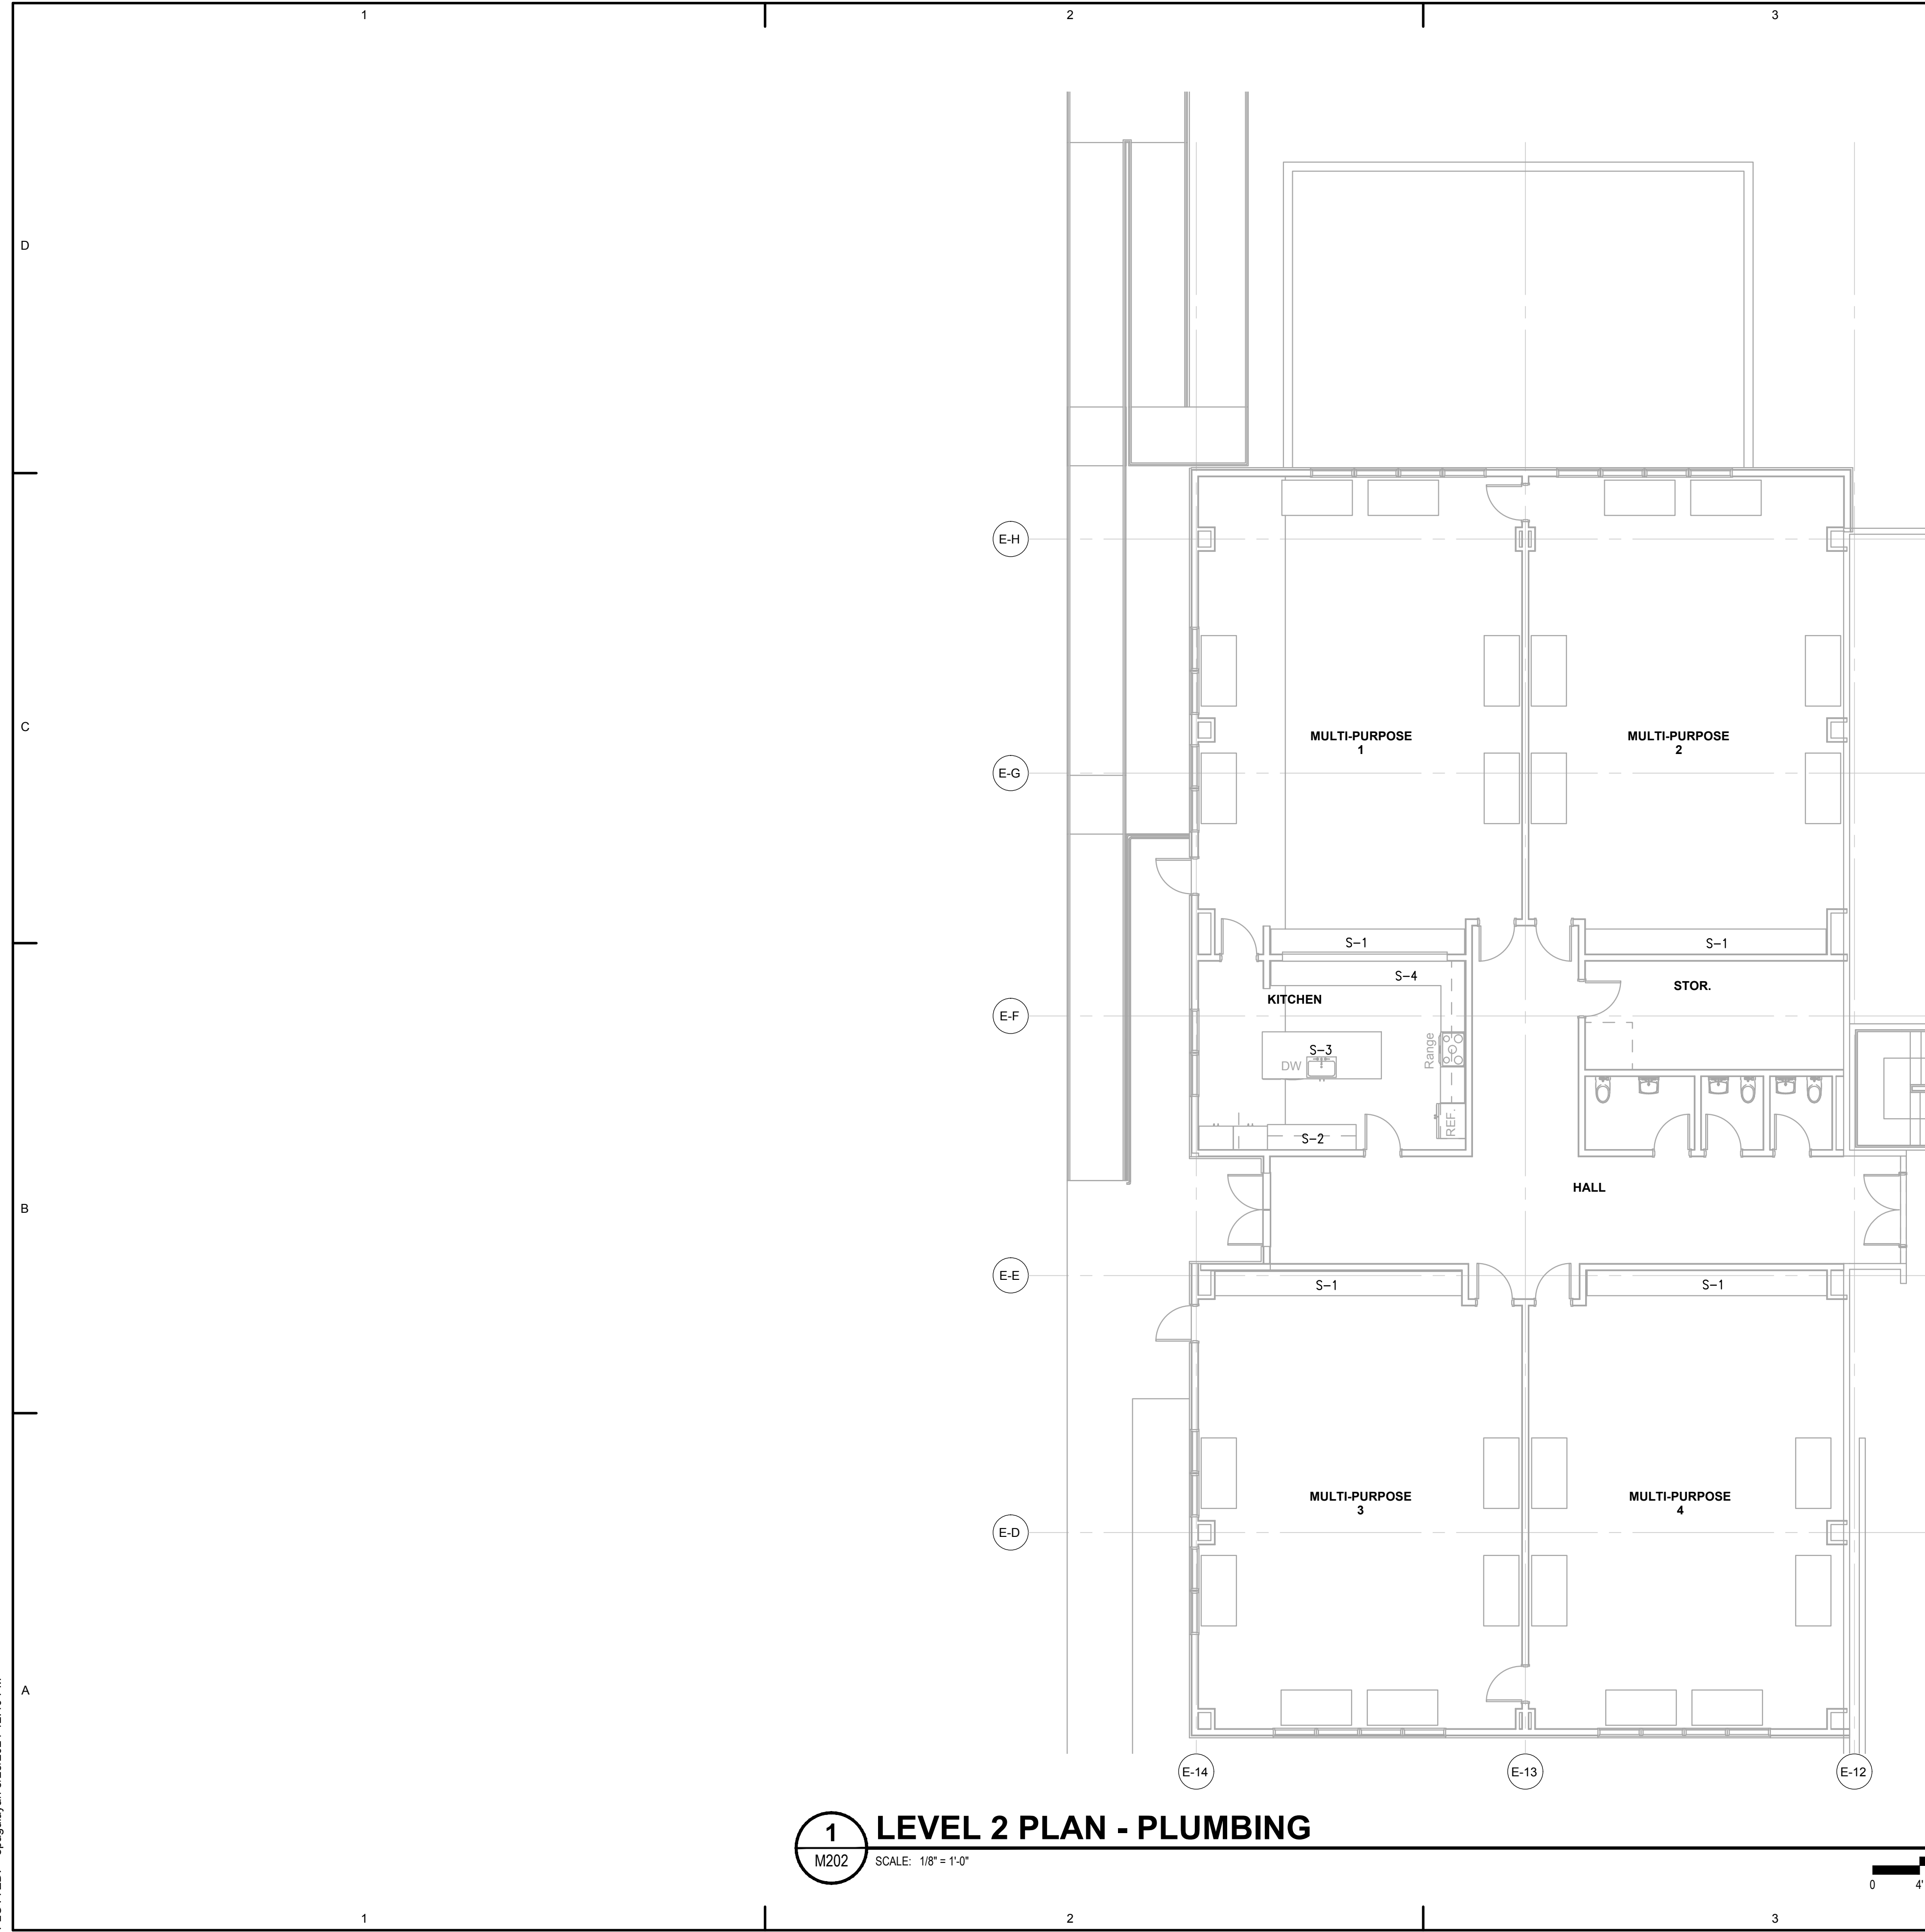 1
2
3
D
E-H
C
MULTI-PURPOSE
1
MULTI-PURPOSE
2
E-G
S-1
S-1
S-4
STOR.
KITCHEN
E-F
Range
S-3
DW
REF.
S-2
HALL
B
E-E
S-1
S-1
MULTI-PURPOSE
3
MULTI-PURPOSE
4
E-D
A
E-14
E-13
E-12
1
M202
LEVEL 2 PLAN - PLUMBING
SCALE: 1/8" = 1'-0"
0
4'
1
2
3